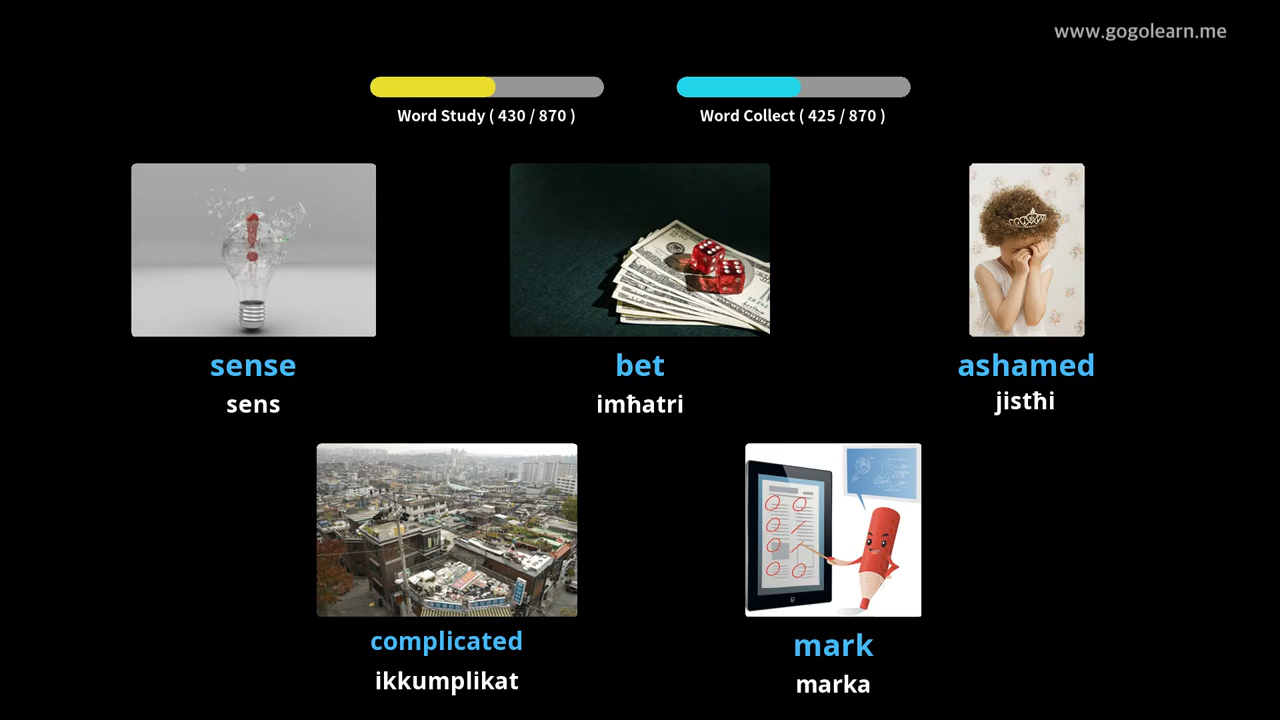 www.gogolearn.me
Word Study ( 430 / 870 )
Word Collect ( 425 / 870 )
sense
sens
bet
imħatri
ashamed
jistħi
complicated
ikkumplikat
mark
marka